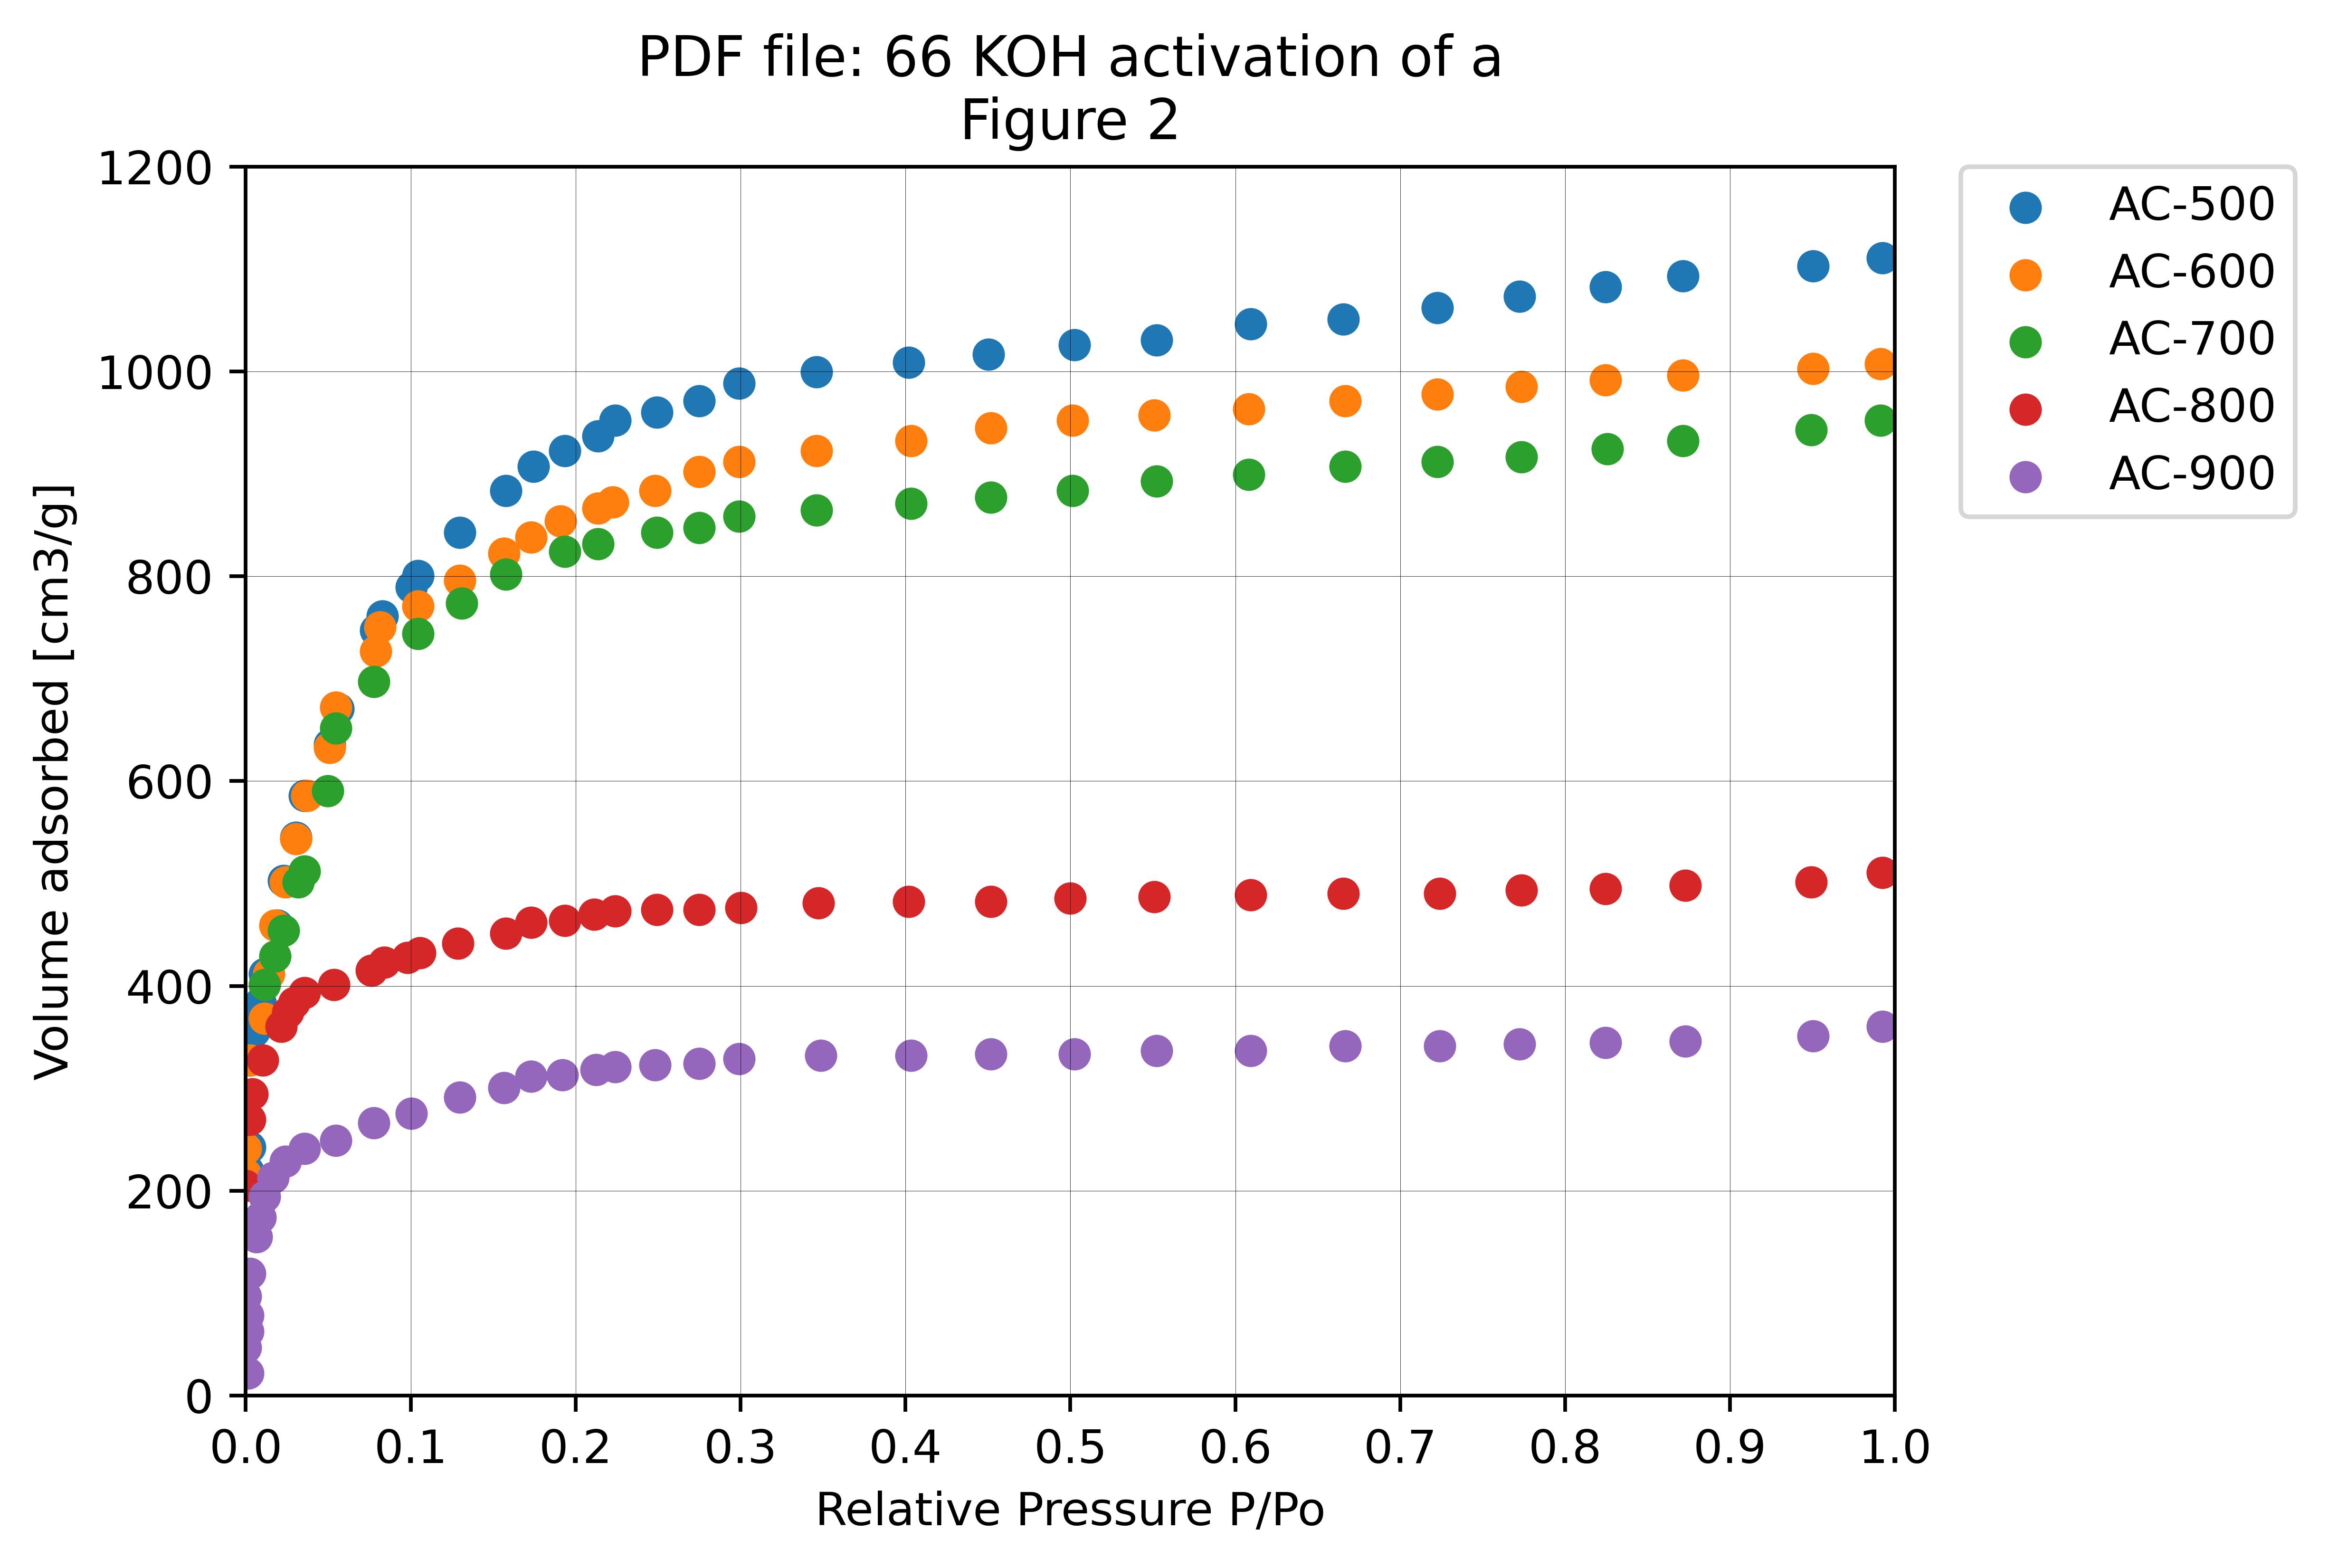 PDF file: 66 KOH activation of a
Figure 2
1200
1000
800
600
400
200
0
Volume adsorbed [cm3/g]
0.0 0.1 0.2 0.3 0.4 0.5 0.6 0.7 0.8 0.9 1.0
Relative Pressure P/Po
AC-500
AC-600
AC-700
AC-800
AC-900